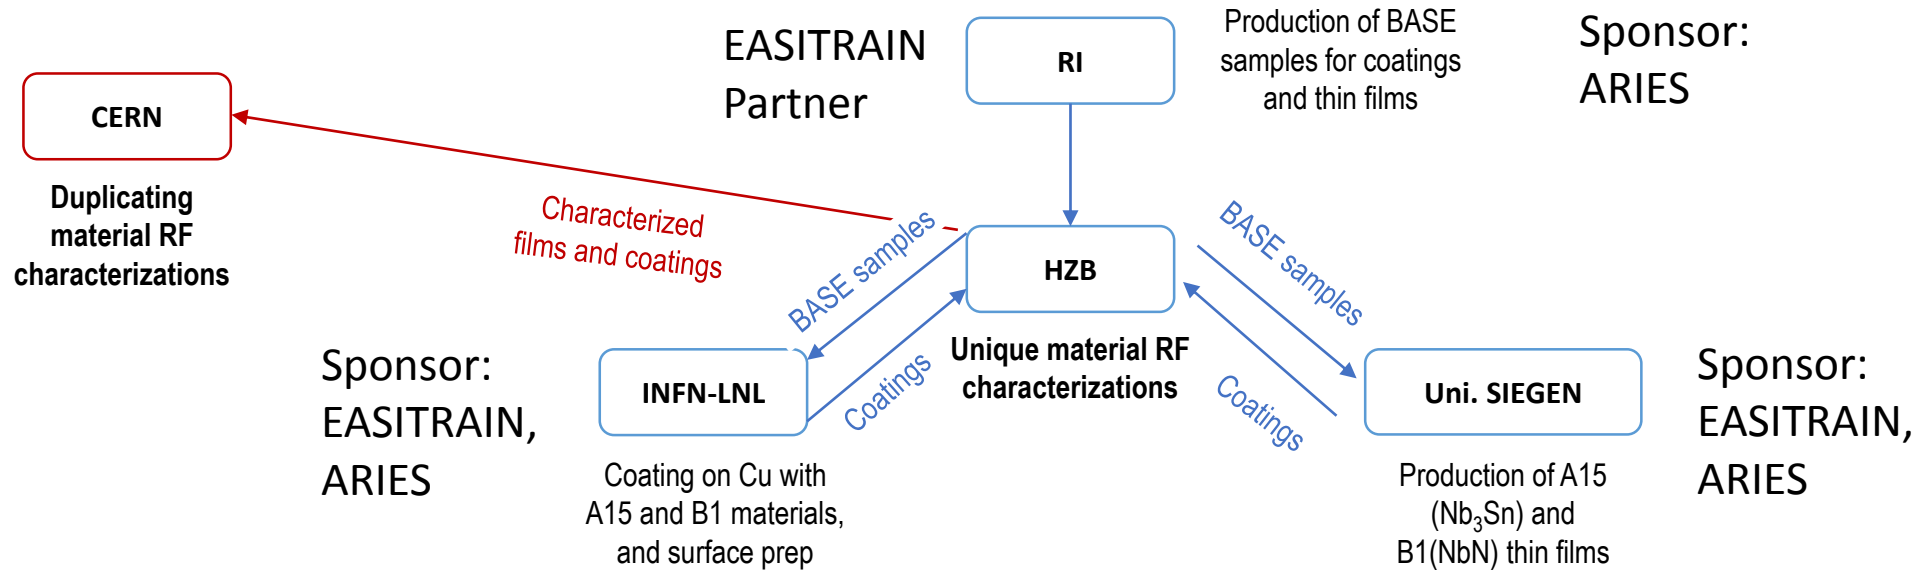 EASITRAIN
Partner
RI
Production of BASE
samples for coatings
and thin films
Sponsor:
ARIES
CERN
Duplicating
material RF
characterizations
Characterized
films and coatings
BASE samples
Coatings
HZB
Unique material RF
characterizations
BASE samples
Coatings
Sponsor:
EASITRAIN,
ARIES
INFN-LNL
Coating on Cu with
A15 and B1 materials,
and surface prep
Uni. SIEGEN
Production of A15
(Nb₃Sn) and
B1(NbN) thin films
Sponsor:
EASITRAIN,
ARIES